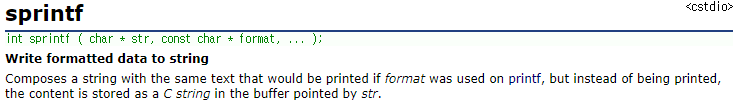 sprintf <cstdio>
int sprintf ( char * str, const char * format, ... );
Write formatted data to string
Composes a string with the same text that would be printed if format was used on printf, but instead of being printed,
the content is stored as a C string in the buffer pointed by str.